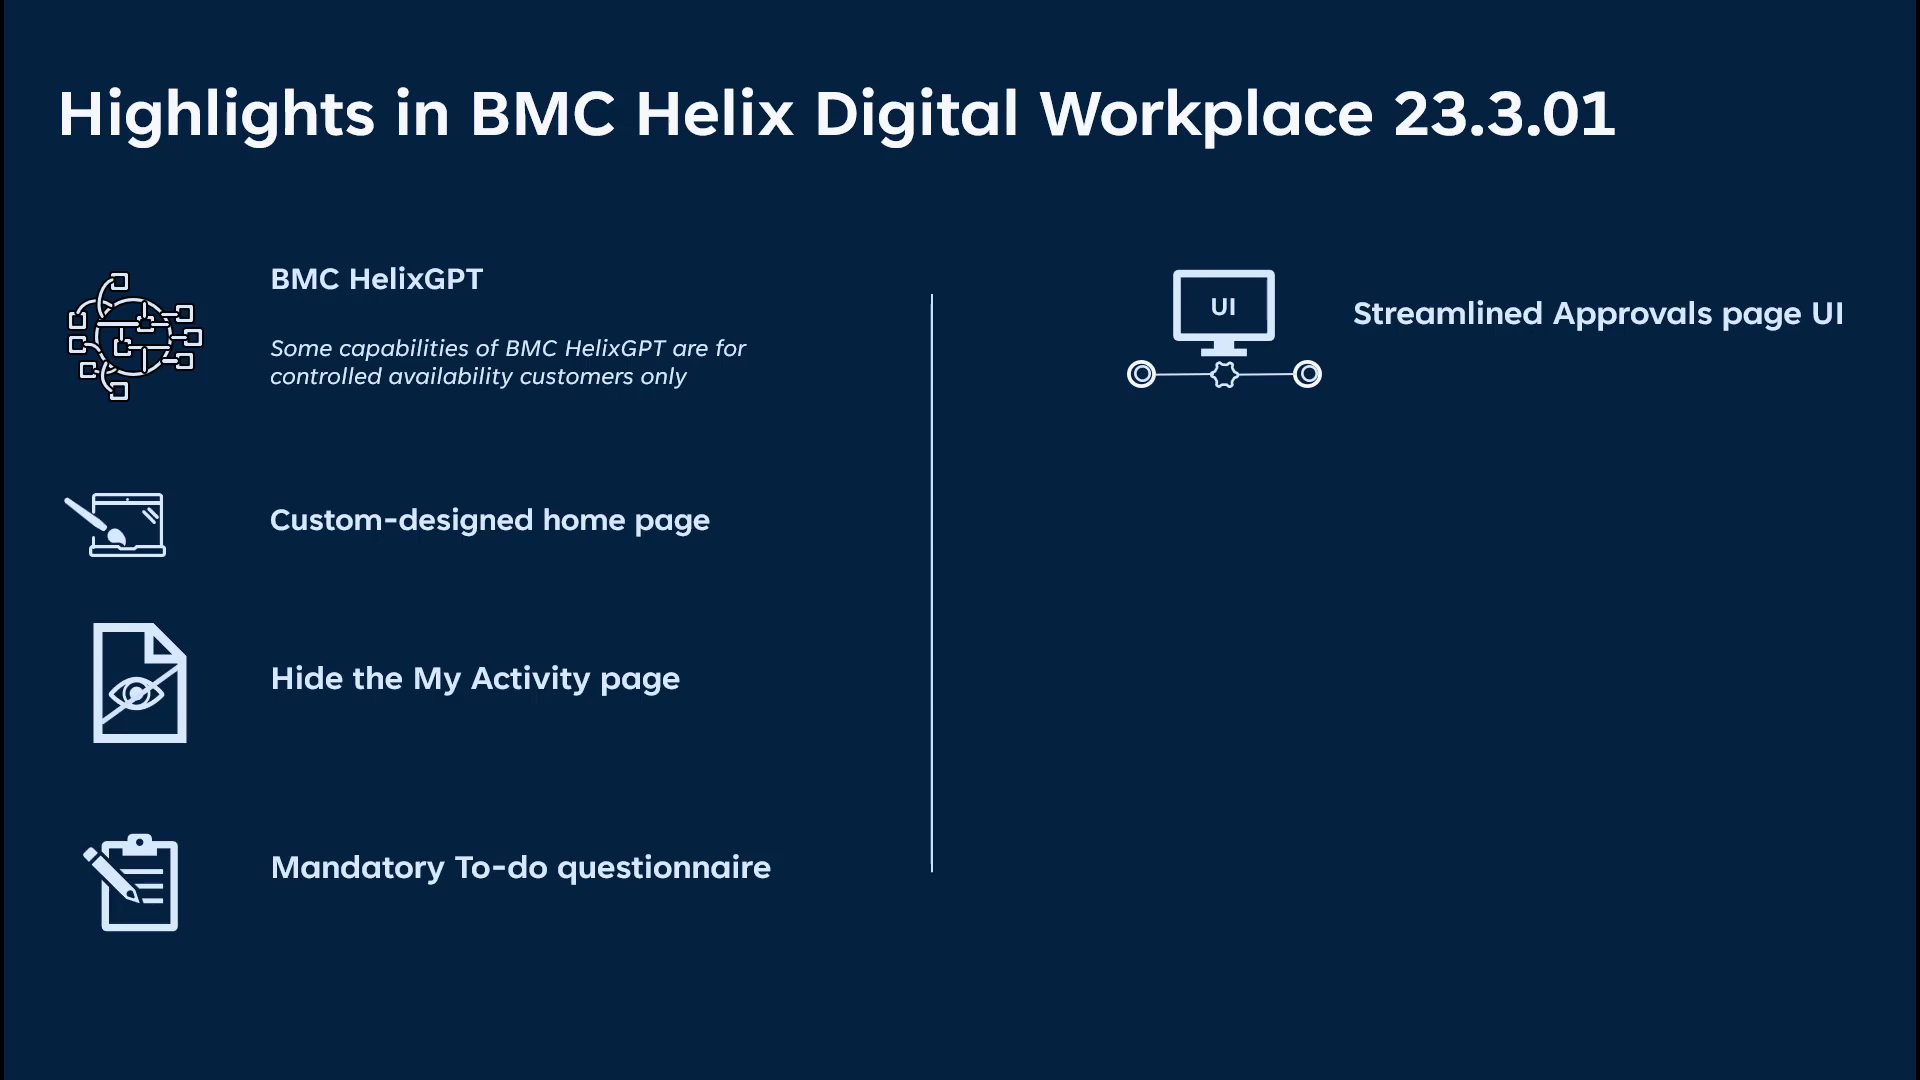 Highlights in BMC Helix Digital Workplace 23.3.01
BMC HelixGPT
Some capabilities of BMC HelixGPT are for
controlled availability customers only
Custom-designed home page
Hide the My Activity page
Mandatory To-do questionnaire
UI
Streamlined Approvals page UI